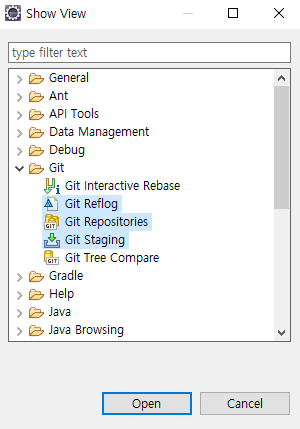 Show View
type filter text
General
Ant
API Tools
Data Management
Debug
Git
Git Interactive Rebase
Git Reflog
Git Repositories
Git Staging
Git Tree Compare
Gradle
Help
Java
Java Browsing
Open Cancel